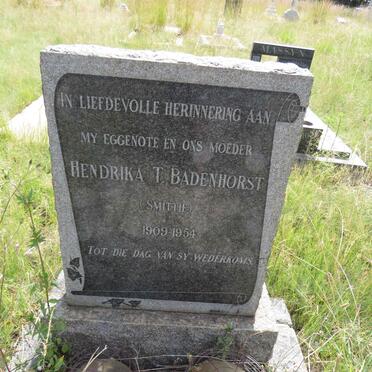 MASSYN
IN LIEFDEVOLLE HERINNERING AAN
MY EGGENOTE EN ONS MOEDER
HENDRIKA T. BADENHORST
(SMITH)
1909-1954
TOT DIE DAG VAN SY WEDERKOMS